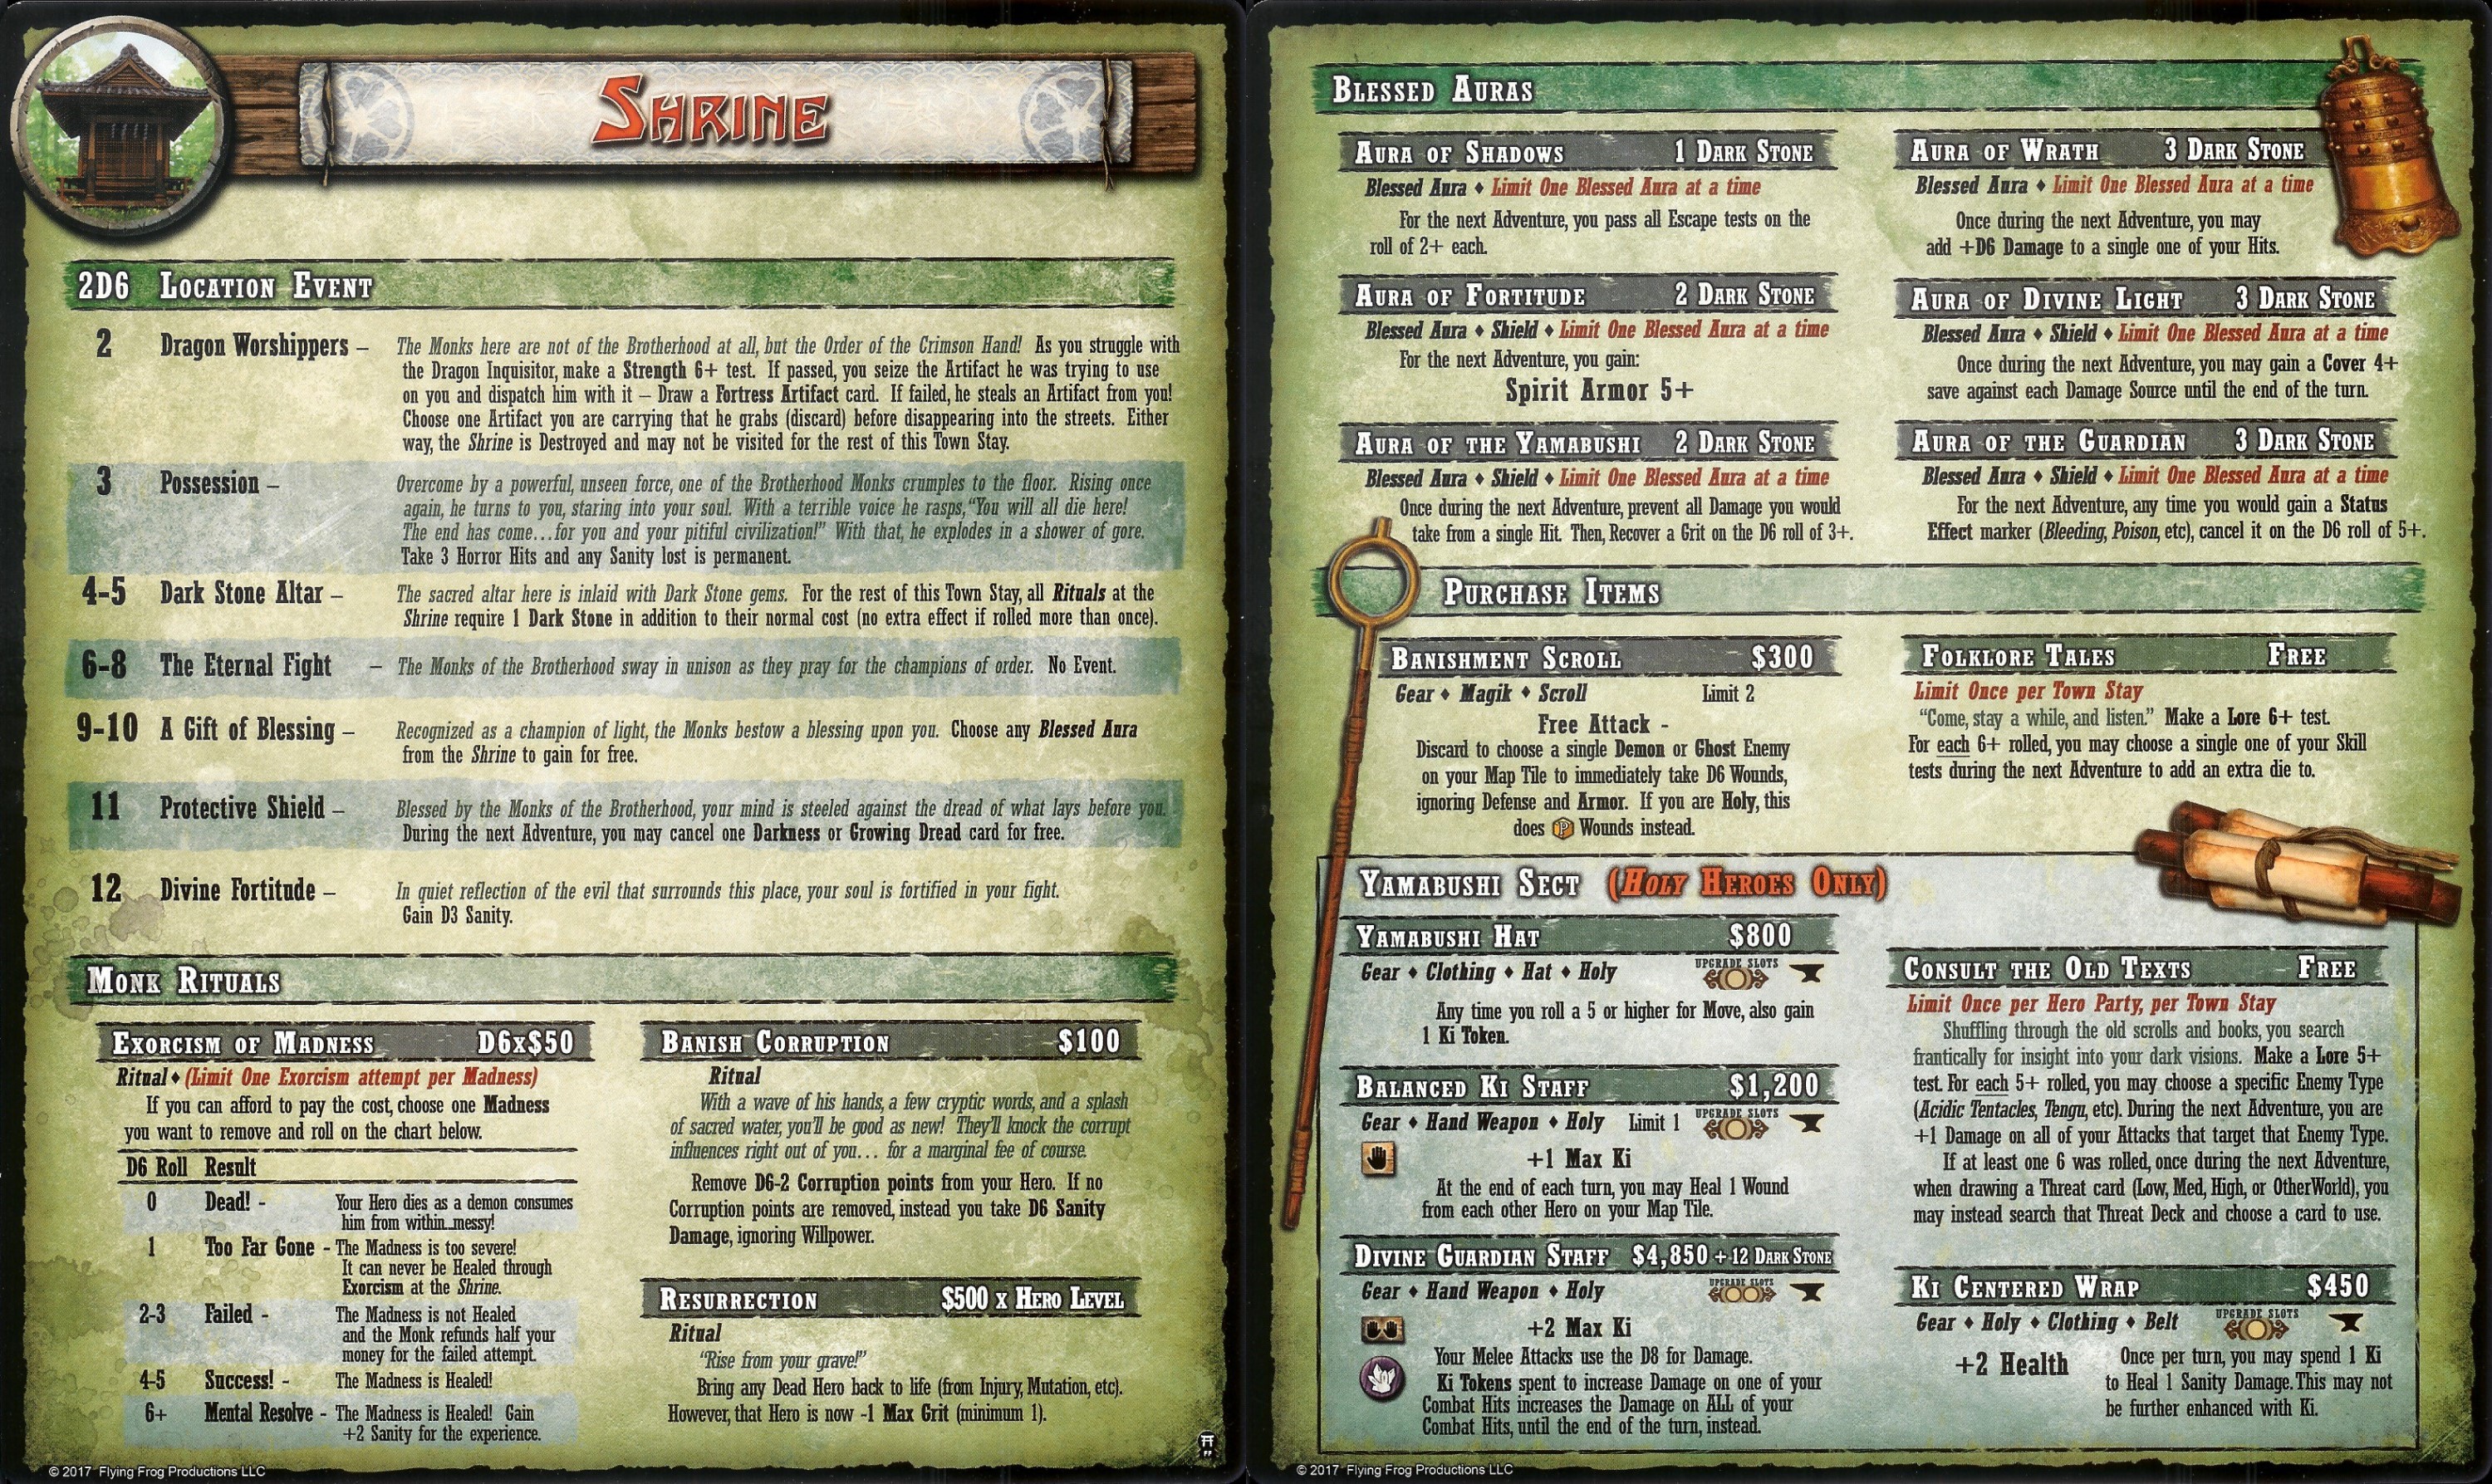 Shrine
2D6 Location Event
2 Dragon Worshippers – The Monks here are not of the Brotherhood at all, but the Order of the Crimson Hand! As you struggle with
the Dragon Inquisitor, make a Strength 6+ test. If passed, you seize the Artifact he was trying to use
on you and dispatch him with it – Draw a Fortress Artifact card. If failed, he steals an Artifact from you!
Choose one Artifact you are carrying that he grabs (discard) before disappearing into the streets. Either
way, the Shrine is Destroyed and may not be visited for the rest of this Town Stay.
3 Possession – Overcome by a powerful, unseen force, one of the Brotherhood Monks crumples to the floor. Rising once
again, he turns to you, staring into your soul. With a terrible voice he rasps, "You will all die here!
The end has come...for you and your pitiful civilization!" With that, he explodes in a shower of gore.
Take 3 Horror Hits and any Sanity lost is permanent.
4-5 Dark Stone Altar – The sacred altar here is inlaid with Dark Stone gems. For the rest of this Town Stay, all Rituals at the
Shrine require 1 Dark Stone in addition to their normal cost (no extra effect if rolled more than once).
6-8 The Eternal Fight – The Monks of the Brotherhood sway in unison as they pray for the champions of order. No Event.
9-10 A Gift of Blessing – Recognized as a champion of light, the Monks bestow a blessing upon you. Choose any Blessed Aura
from the Shrine to gain for free.
11 Protective Shield – Blessed by the Monks of the Brotherhood, your mind is steeled against the dread of what lays before you.
During the next Adventure, you may cancel one Darkness or Growing Dread card for free.
12 Divine Fortitude – In quiet reflection of the evil that surrounds this place, your soul is fortified in your fight.
Gain D3 Sanity.
Monk Rituals
Exorcism of Madness D6x$50
Ritual ♦ (Limit One Exorcism attempt per Madness)
If you can afford to pay the cost, choose one Madness
you want to remove and roll on the chart below.
D6 Roll Result
0 Dead! - Your Hero dies as a demon consumes
him from within...messy!
1 Too Far Gone - The Madness is too severe!
It can never be Healed through
Exorcism at the Shrine.
2-3 Failed - The Madness is not Healed
and the Monk refunds half your
money for the failed attempt.
4-5 Success! - The Madness is Healed!
6+ Mental Resolve - The Madness is Healed! Gain
+2 Sanity for the experience.
Banish Corruption $100
Ritual
With a wave of his hands, a few cryptic words, and a splash
of sacred water, you'll be good as new! They'll knock the corrupt
influences right out of you... for a marginal fee of course.
Remove D6-2 Corruption points from your Hero. If no
Corruption points are removed, instead you take D6 Sanity
Damage, ignoring Willpower.
Resurrection $500 x Hero Level
Ritual
"Rise from your grave!"
Bring any Dead Hero back to life (from Injury, Mutation, etc).
However, that Hero is now -1 Max Grit (minimum 1).
FF
© 2017 Flying Frog Productions LLC
Blessed Auras
Aura of Shadows 1 Dark Stone
Blessed Aura ♦ Limit One Blessed Aura at a time
For the next Adventure, you pass all Escape tests on the
roll of 2+ each.
Aura of Fortitude 2 Dark Stone
Blessed Aura ♦ Shield ♦ Limit One Blessed Aura at a time
For the next Adventure, you gain:
Spirit Armor 5+
Aura of the Yamabushi 2 Dark Stone
Blessed Aura ♦ Shield ♦ Limit One Blessed Aura at a time
Once during the next Adventure, prevent all Damage you would
take from a single Hit. Then, Recover a Grit on the D6 roll of 3+.
Aura of Wrath 3 Dark Stone
Blessed Aura ♦ Limit One Blessed Aura at a time
Once during the next Adventure, you may
add +D6 Damage to a single one of your Hits.
Aura of Divine Light 3 Dark Stone
Blessed Aura ♦ Shield ♦ Limit One Blessed Aura at a time
Once during the next Adventure, you may gain a Cover 4+
save against each Damage Source until the end of the turn.
Aura of the Guardian 3 Dark Stone
Blessed Aura ♦ Shield ♦ Limit One Blessed Aura at a time
For the next Adventure, any time you would gain a Status
Effect marker (Bleeding, Poison, etc), cancel it on the D6 roll of 5+.
Purchase Items
Banishment Scroll $300
Gear ♦ Magik ♦ Scroll Limit 2
Free Attack -
Discard to choose a single Demon or Ghost Enemy
on your Map Tile to immediately take D6 Wounds,
ignoring Defense and Armor. If you are Holy, this
does P Wounds instead.
Folklore Tales Free
Limit Once per Town Stay
"Come, stay a while, and listen." Make a Lore 6+ test.
For each 6+ rolled, you may choose a single one of your Skill
tests during the next Adventure to add an extra die to.
Yamabushi Sect (Holy Heroes Only)
Yamabushi Hat $800
Gear ♦ Clothing ♦ Hat ♦ Holy UPGRADE SLOTS
Any time you roll a 5 or higher for Move, also gain
1 Ki Token.
Balanced Ki Staff $1,200
Gear ♦ Hand Weapon ♦ Holy Limit 1 UPGRADE SLOTS
+1 Max Ki
At the end of each turn, you may Heal 1 Wound
from each other Hero on your Map Tile.
Divine Guardian Staff $4,850 + 12 Dark Stone
Gear ♦ Hand Weapon ♦ Holy UPGRADE SLOTS
+2 Max Ki
Your Melee Attacks use the D8 for Damage.
Ki Tokens spent to increase Damage on one of your
Combat Hits increases the Damage on ALL of your
Combat Hits, until the end of the turn, instead.
Consult the Old Texts Free
Limit Once per Hero Party, per Town Stay
Shuffling through the old scrolls and books, you search
frantically for insight into your dark visions. Make a Lore 5+
test. For each 5+ rolled, you may choose a specific Enemy Type
(Acidic Tentacles, Tengu, etc). During the next Adventure, you are
+1 Damage on all of your Attacks that target that Enemy Type.
If at least one 6 was rolled, once during the next Adventure,
when drawing a Threat card (Low, Med, High, or OtherWorld), you
may instead search that Threat Deck and choose a card to use.
Ki Centered Wrap $450
Gear ♦ Holy ♦ Clothing ♦ Belt UPGRADE SLOTS
+2 Health Once per turn, you may spend 1 Ki
to Heal 1 Sanity Damage. This may not
be further enhanced with Ki.
© 2017 Flying Frog Productions LLC